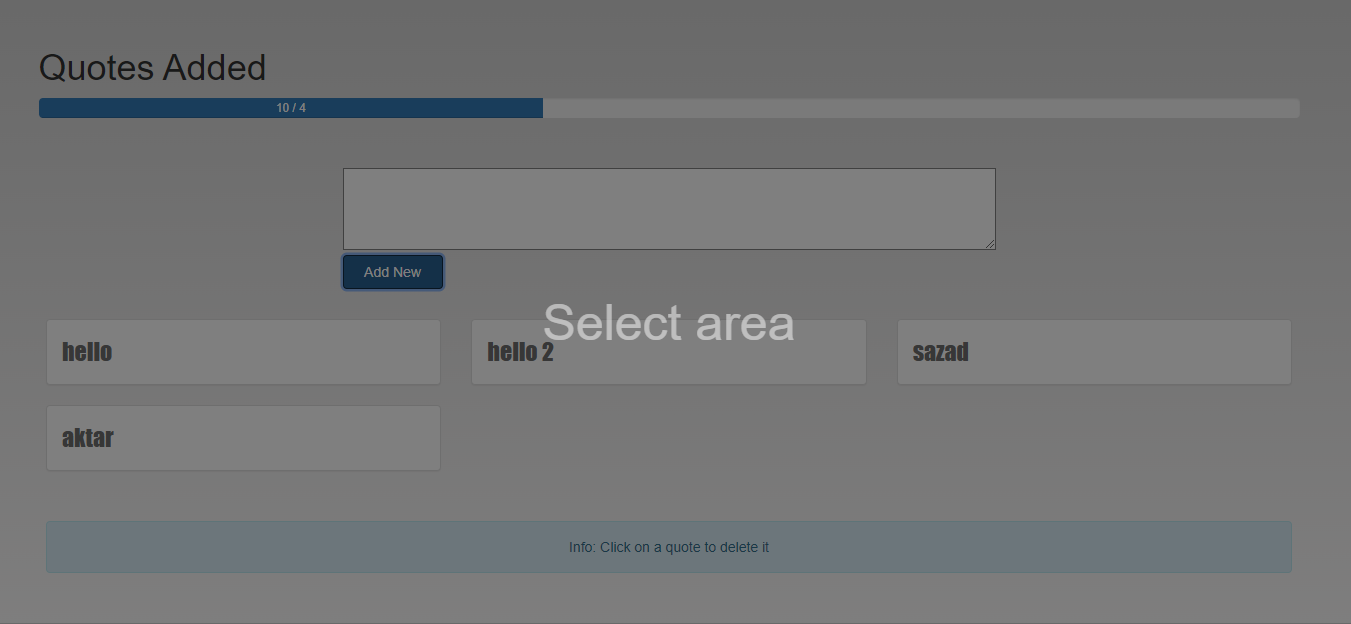 Quotes Added
10 / 4
Add New
Select area
hello
hello 2
sazad
aktar
Info: Click on a quote to delete it